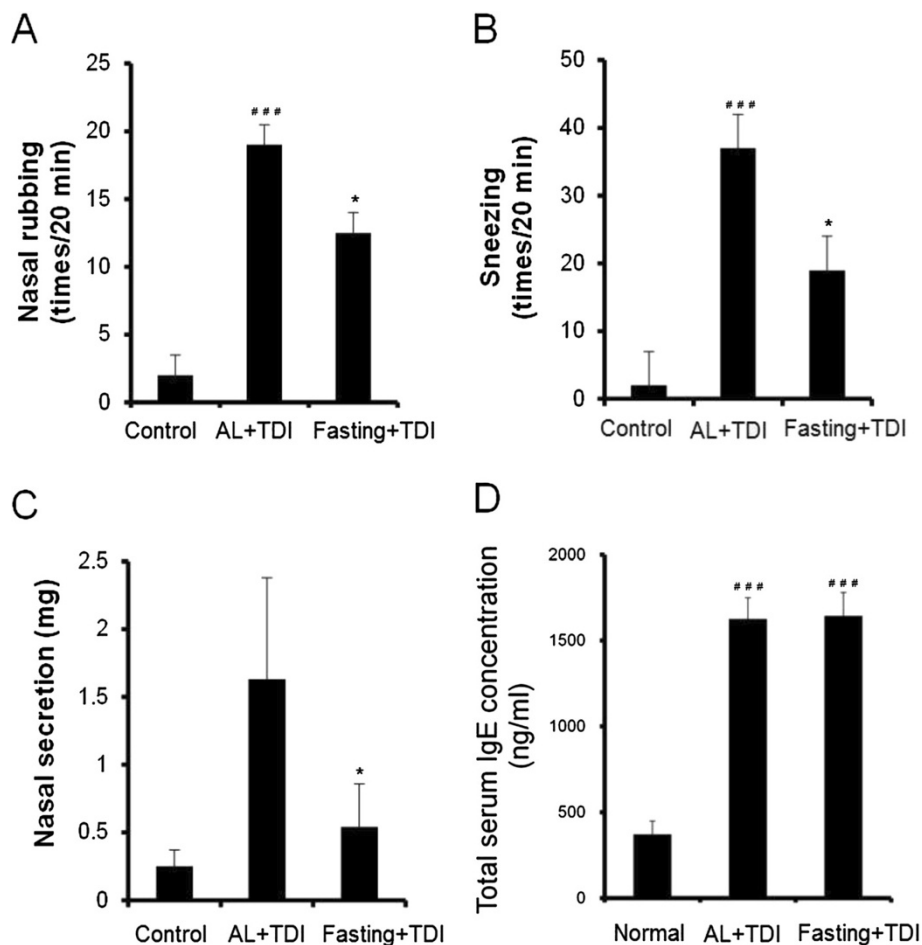 A
Nasal rubbing
(times/20 min)
25
20
15
10
5
0
# # #
*
Control AL+TDI Fasting+TDI
B
Sneezing
(times/20 min)
50
40
30
20
10
0
# # #
*
Control AL+TDI Fasting+TDI
C
Nasal secretion (mg)
2.5
2
1.5
1
0.5
0
*
Control AL+TDI Fasting+TDI
D
Total serum IgE concentration
(ng/ml)
2000
1500
1000
500
0
# # #
# # #
Normal AL+TDI Fasting+TDI